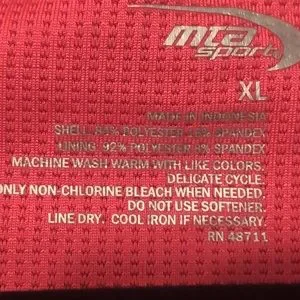 mta
sport
XL
MADE IN INDONESIA
SHELL: 84% POLYESTER 16% SPANDEX
LINING: 92% POLYESTER 8% SPANDEX
MACHINE WASH WARM WITH LIKE COLORS.
DELICATE CYCLE.
ONLY NON-CHLORINE BLEACH WHEN NEEDED.
DO NOT USE SOFTENER.
LINE DRY. COOL IRON IF NECESSARY.
RN 48711